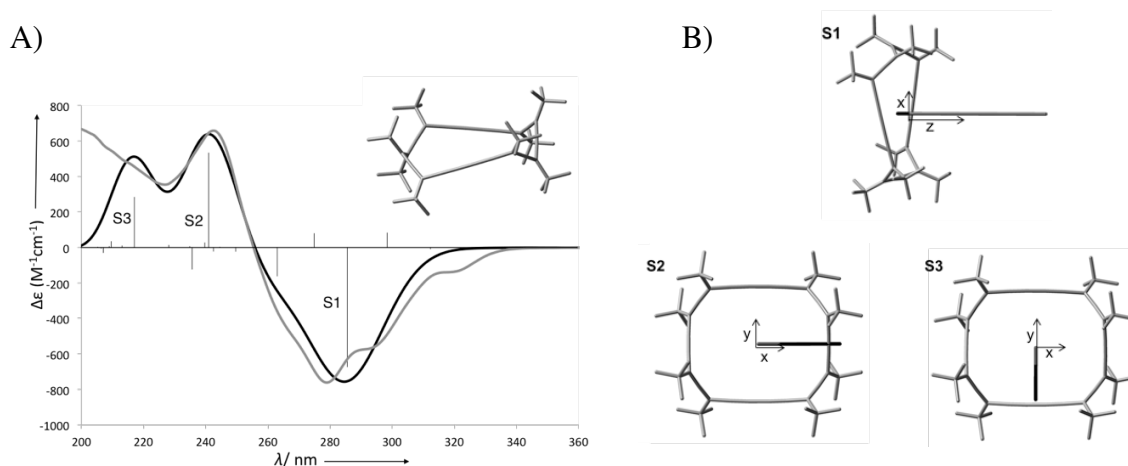 A)
B)
800
600
400
200
0
-200
-400
-600
-800
-1000
Δε (M⁻¹cm⁻¹)
S3
S2
S1
200 220 240 260 280 300 320 340 360
λ/ nm
S1
x
z
S2
y
x
S3
y
x